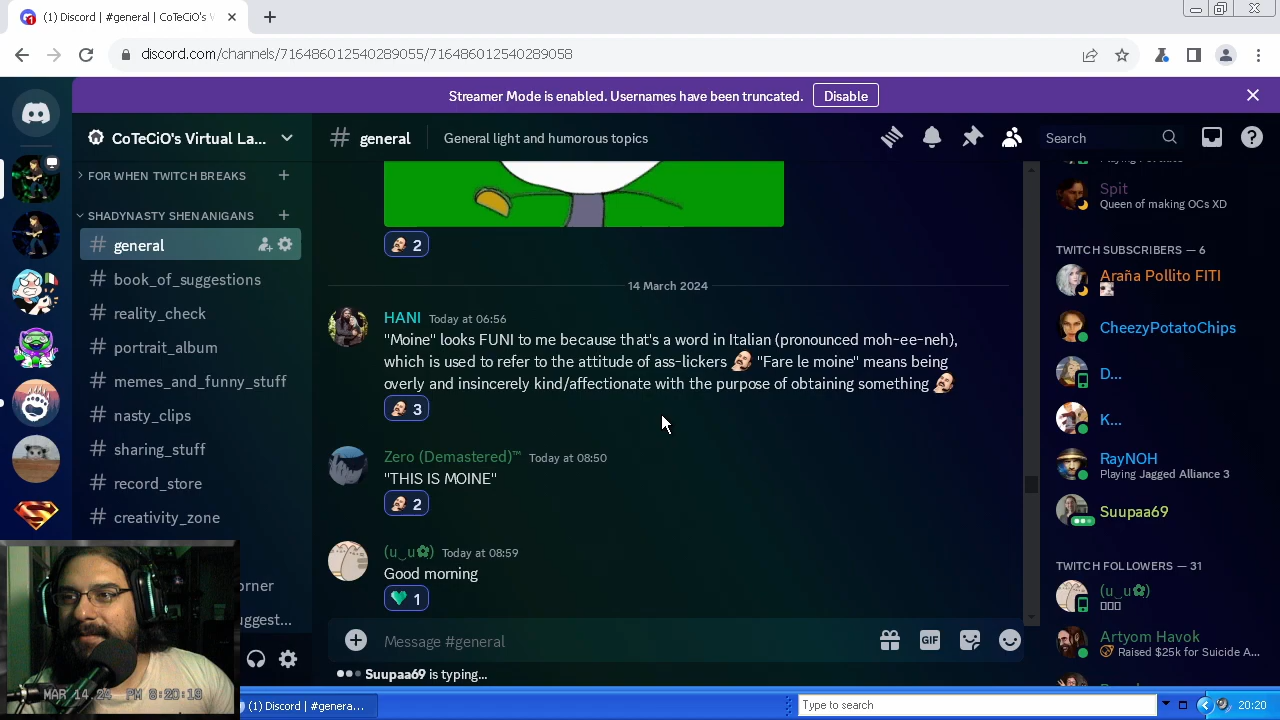 (1) Discord | #general | CoTeCiO's V
discord.com/channels/716486012540289055/716486012540289058
Streamer Mode is enabled. Usernames have been truncated.
Disable
CoTeCiO's Virtual La...
# general
General light and humorous topics
Search
FOR WHEN TWITCH BREAKS
SHADYNASTY SHENANIGANS
# general
# book_of_suggestions
# reality_check
# portrait_album
# memes_and_funny_stuff
# nasty_clips
# sharing_stuff
# record_store
# creativity_zone
orner
uggest...
2
14 March 2024
HANI Today at 06:56
"Moine" looks FUNI to me because that's a word in Italian (pronounced moh-ee-neh),
which is used to refer to the attitude of ass-lickers "Fare le moine" means being
overly and insincerely kind/affectionate with the purpose of obtaining something
3
Zero (Demastered)™ Today at 08:50
"THIS IS MOINE"
2
(u‿u✿) Today at 08:59
Good morning
1
Message #general
GIF
Suupaa69 is typing...
Spit
Queen of making OCs XD
TWITCH SUBSCRIBERS — 6
Araña Pollito FITI
CheezyPotatoChips
D...
K...
RayNOH
Playing Jagged Alliance 3
Suupaa69
TWITCH FOLLOWERS — 31
(u‿u✿)
Artyom Havok
Raised $25k for Suicide A...
MAR 14.24 PM 8:20:19
(1) Discord | #genera...
Type to search
20:20